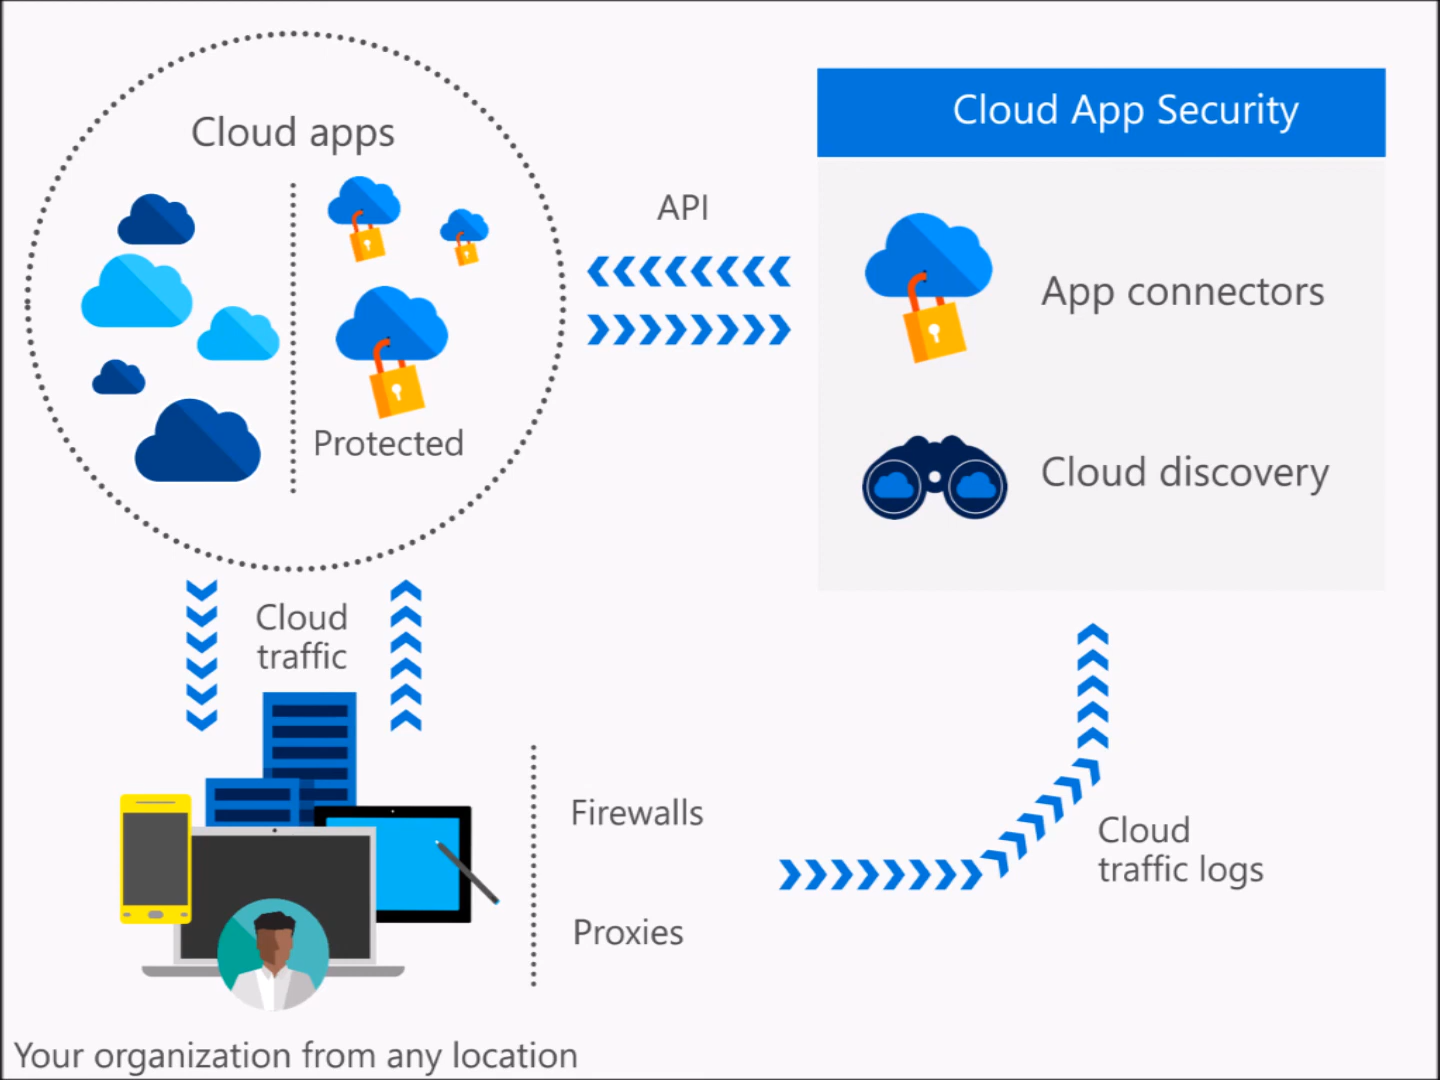 Cloud apps
Protected
API
Cloud App Security
App connectors
Cloud discovery
Cloud
traffic
Firewalls
Proxies
Cloud
traffic logs
Your organization from any location